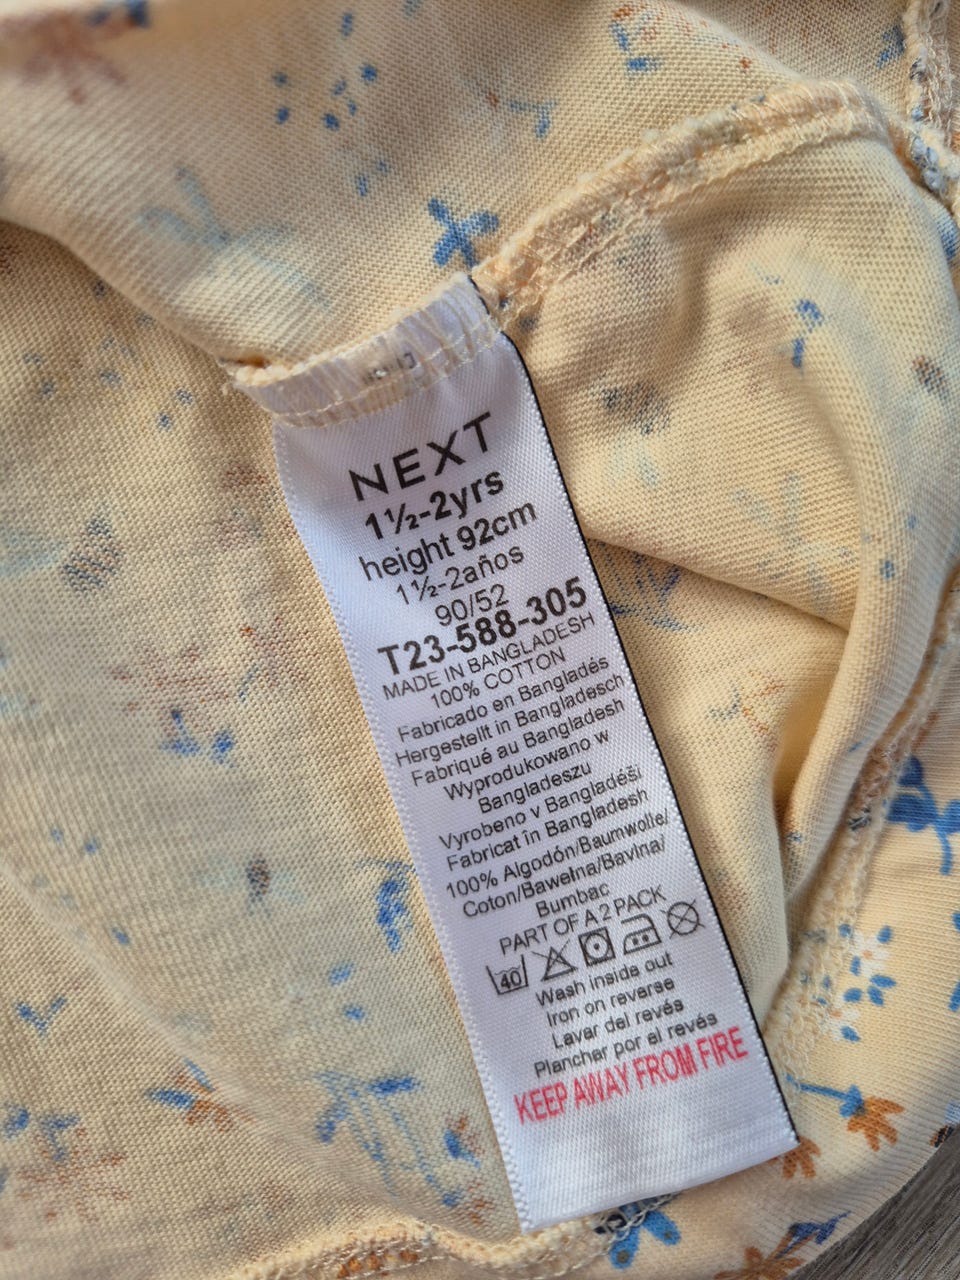 NEXT
1½-2yrs
height 92cm
1½-2años
90/52
T23-588-305
MADE IN BANGLADESH
100% COTTON
Fabricado en Bangladés
Hergestellt in Bangladesch
Fabriqué au Bangladesh
Wyprodukowano w
Bangladeszu
Vyrobeno v Bangladéši
Fabricat în Bangladesh
100% Algodón/Baumwolle/
Coton/Bawełna/Bavlna/
Bumbac
PART OF A 2 PACK
40
Wash inside out
Iron on reverse
Lavar del revés
Planchar por el revés
KEEP AWAY FROM FIRE